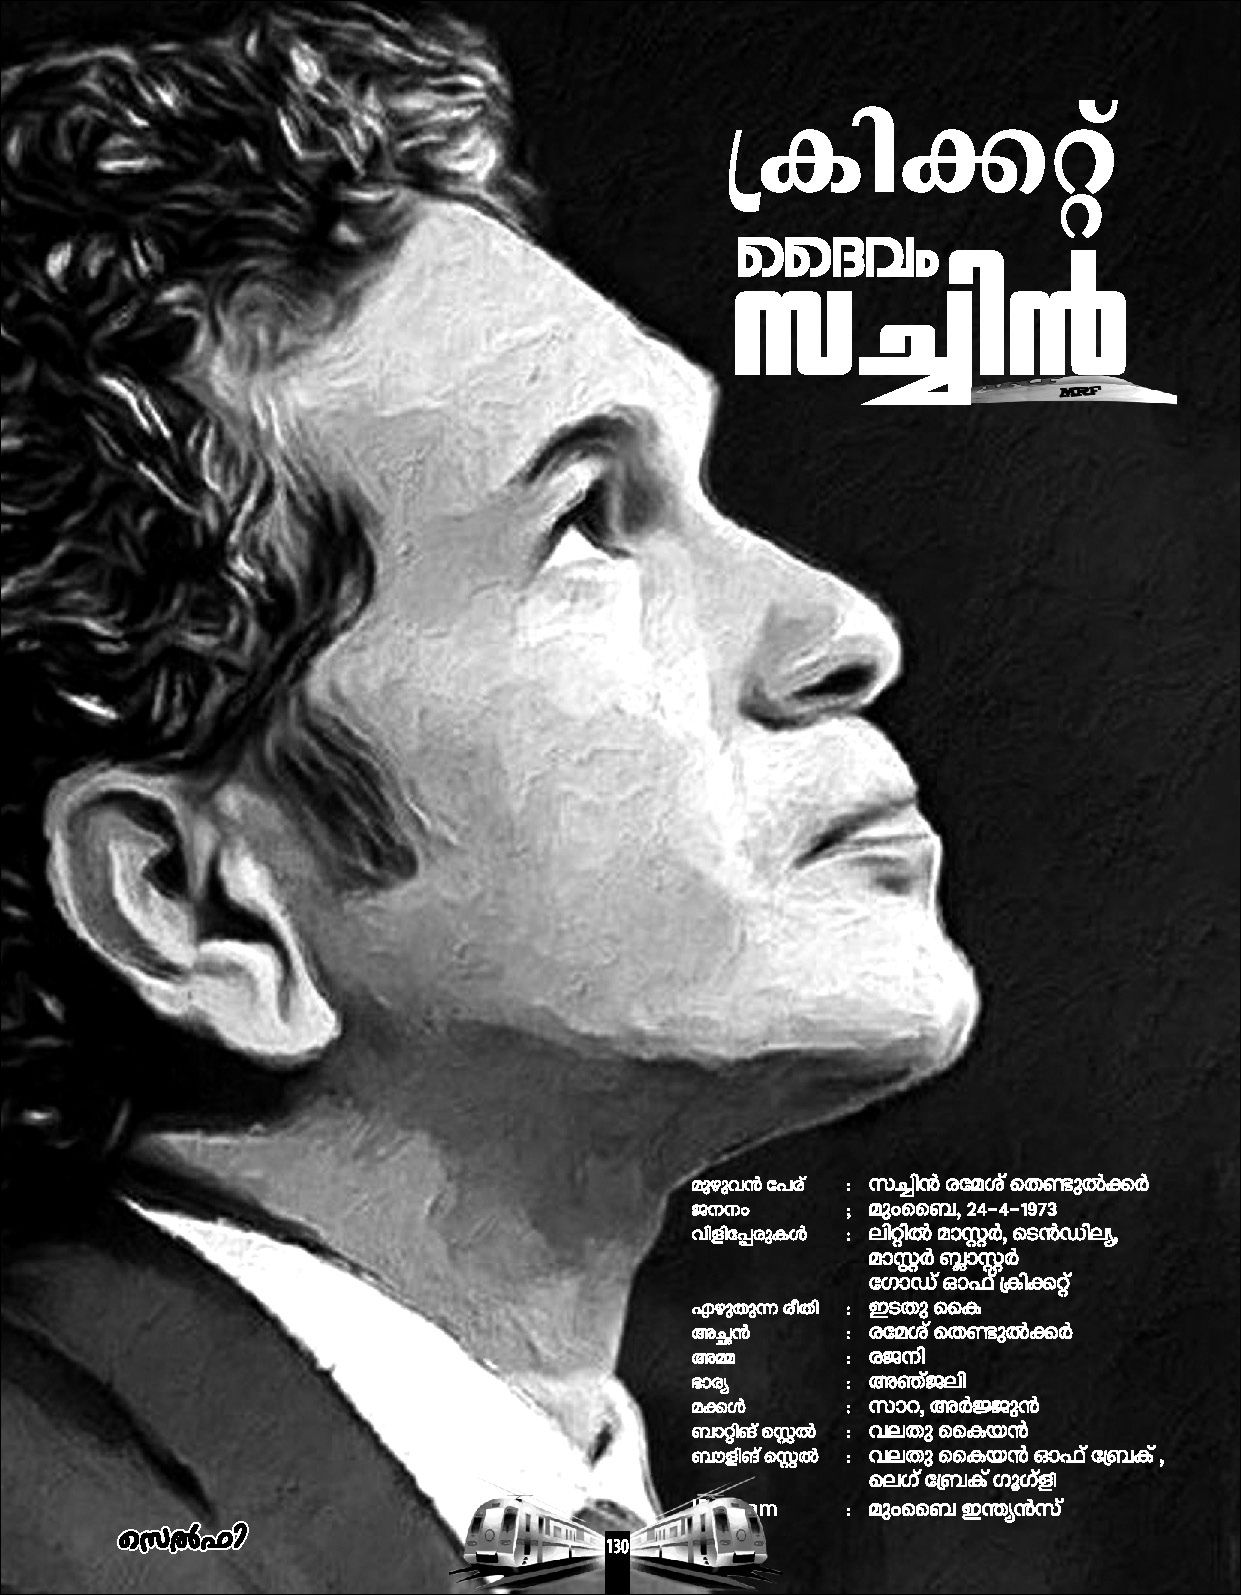 ക്രിക്കറ്റ്
ദൈവം
സച്ചിൻ
MRF
മുഴുവൻ പേര് : സച്ചിൻ രമേശ് തെണ്ടുൽക്കർ
ജനനം ; മുംബൈ, 24-4-1973
വിളിപ്പേരുകൾ : ലിറ്റിൽ മാസ്റ്റർ, ടെൻഡില്യ,
മാസ്റ്റർ ബ്ലാസ്റ്റർ
ഗോഡ് ഓഫ് ക്രിക്കറ്റ്
എഴുതുന്ന രീതി : ഇടതു കൈ
അച്ഛൻ : രമേശ് തെണ്ടുൽക്കർ
അമ്മ : രജനി
ഭാര്യ : അഞ്ജലി
മക്കൾ : സാറ, അർജ്ജുൻ
ബാറ്റിങ് സ്റ്റൈൽ : വലതു കൈയൻ
ബൗളിങ് സ്റ്റൈൽ : വലതു കൈയൻ ഓഫ് ബ്രേക് ,
ലെഗ് ബ്രേക് ഗൂഗ്ളി
: മുംബൈ ഇന്ത്യൻസ്
സെൽഫി
130